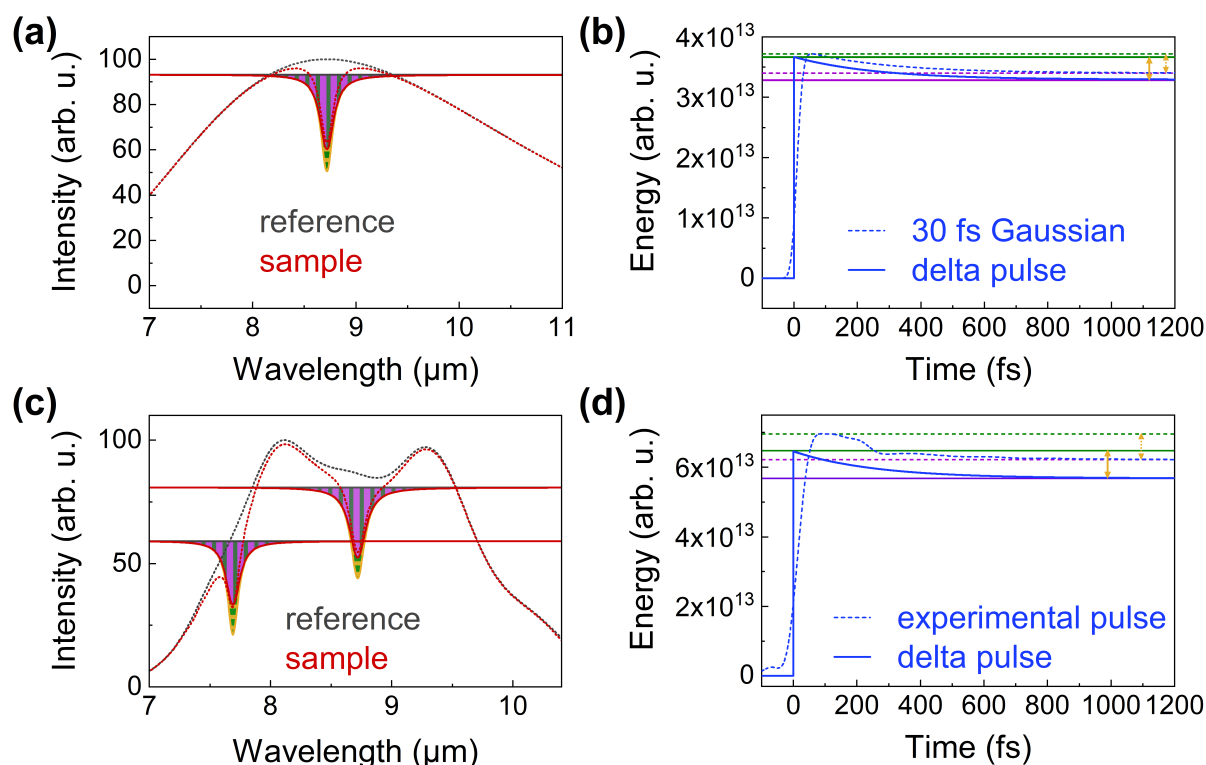 (a)
Intensity (arb. u.)
100
80
60
40
20
0
reference
sample
7
8
9
10
11
Wavelength (µm)
(b)
Energy (arb. u.)
4x10¹³
3x10¹³
2x10¹³
1x10¹³
0
30 fs Gaussian
delta pulse
0
200
400
600
800
1000
1200
Time (fs)
(c)
Intensity (arb. u.)
100
50
0
reference
sample
7
8
9
10
Wavelength (µm)
(d)
Energy (arb. u.)
6x10¹³
4x10¹³
2x10¹³
0
experimental pulse
delta pulse
0
200
400
600
800
1000
1200
Time (fs)